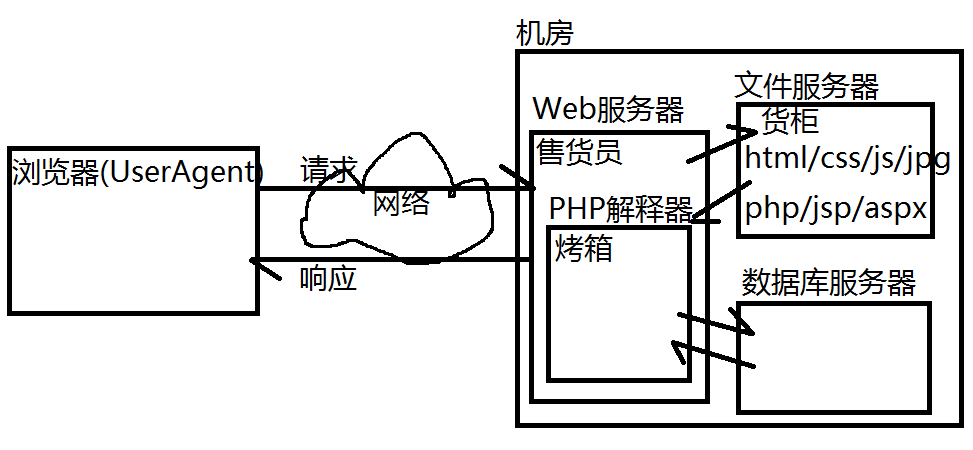 机房
文件服务器
Web服务器
货柜
售货员
html/css/js/jpg
浏览器(UserAgent)
请求
网络
PHP解释器
php/jsp/aspx
烤箱
响应
数据库服务器